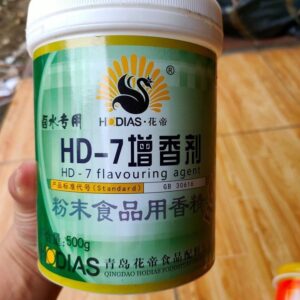 卤水专用
HODIAS·花帝
®
HD-7增香剂
HD-7 flavouring agent
产品标准代号(Standard) GB 30616
粉末食品用香精
500g
HODIAS
青岛花帝食品配料
QINGDAO HODIAS FOOD